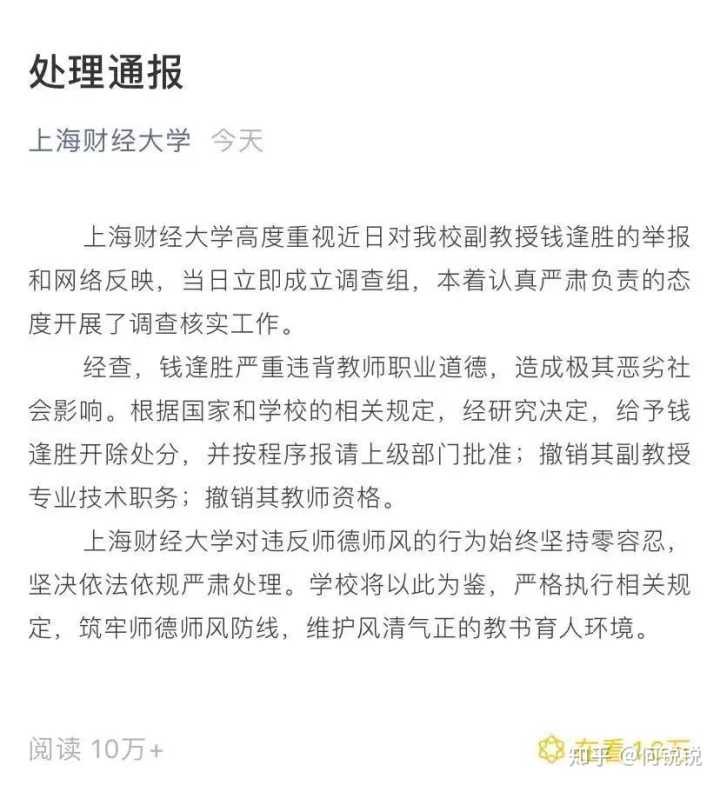 处理通报
上海财经大学 今天
上海财经大学高度重视近日对我校副教授钱逢胜的举报
和网络反映，当日立即成立调查组，本着认真严肃负责的态
度开展了调查核实工作。
经查，钱逢胜严重违背教师职业道德，造成极其恶劣社
会影响。根据国家和学校的相关规定，经研究决定，给予钱
逢胜开除处分，并按程序报请上级部门批准；撤销其副教授
专业技术职务；撤销其教师资格。
上海财经大学对违反师德师风的行为始终坚持零容忍，
坚决依法依规严肃处理。学校将以此为鉴，严格执行相关规
定，筑牢师德师风防线，维护风清气正的教书育人环境。
阅读 10万+
在看
知乎 @何锐锐